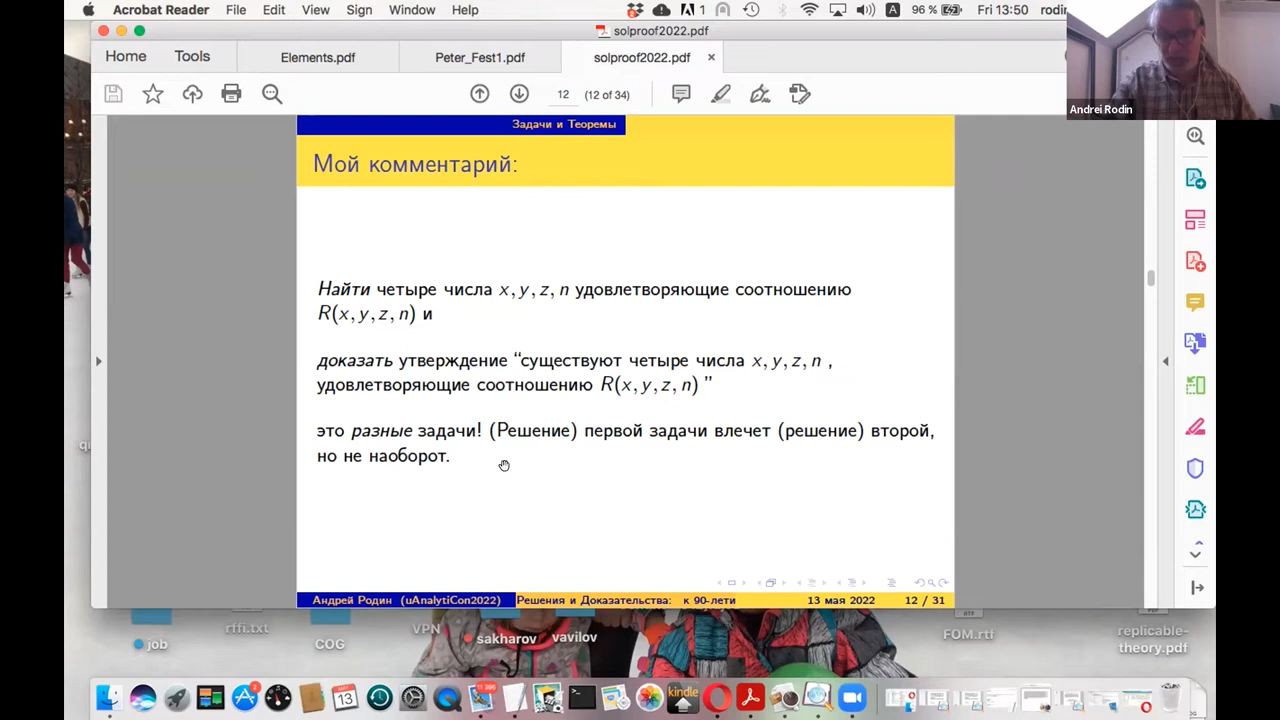 Acrobat Reader File Edit View Sign Window Help 1 A 96 % Fri 13:50 rodin
solproof2022.pdf
Home Tools Elements.pdf Peter_Fest1.pdf solproof2022.pdf ×
12 (12 of 34)
Andrei Rodin
Задачи и Теоремы
Мой комментарий:
Найти четыре числа x, y, z, n удовлетворяющие соотношению
R(x, y, z, n) и
доказать утверждение “существуют четыре числа x, y, z, n ,
удовлетворяющие соотношению R(x, y, z, n) ”
это разные задачи! (Решение) первой задачи влечет (решение) второй,
но не наоборот.
Андрей Родин (uAnalytiCon2022) Решения и Доказательства: к 90-лети 13 мая 2022 12 / 31
job rffi.txt COG VPN sakharov vavilov FOM.rtf replicable-
theory.pdf
13 kindle